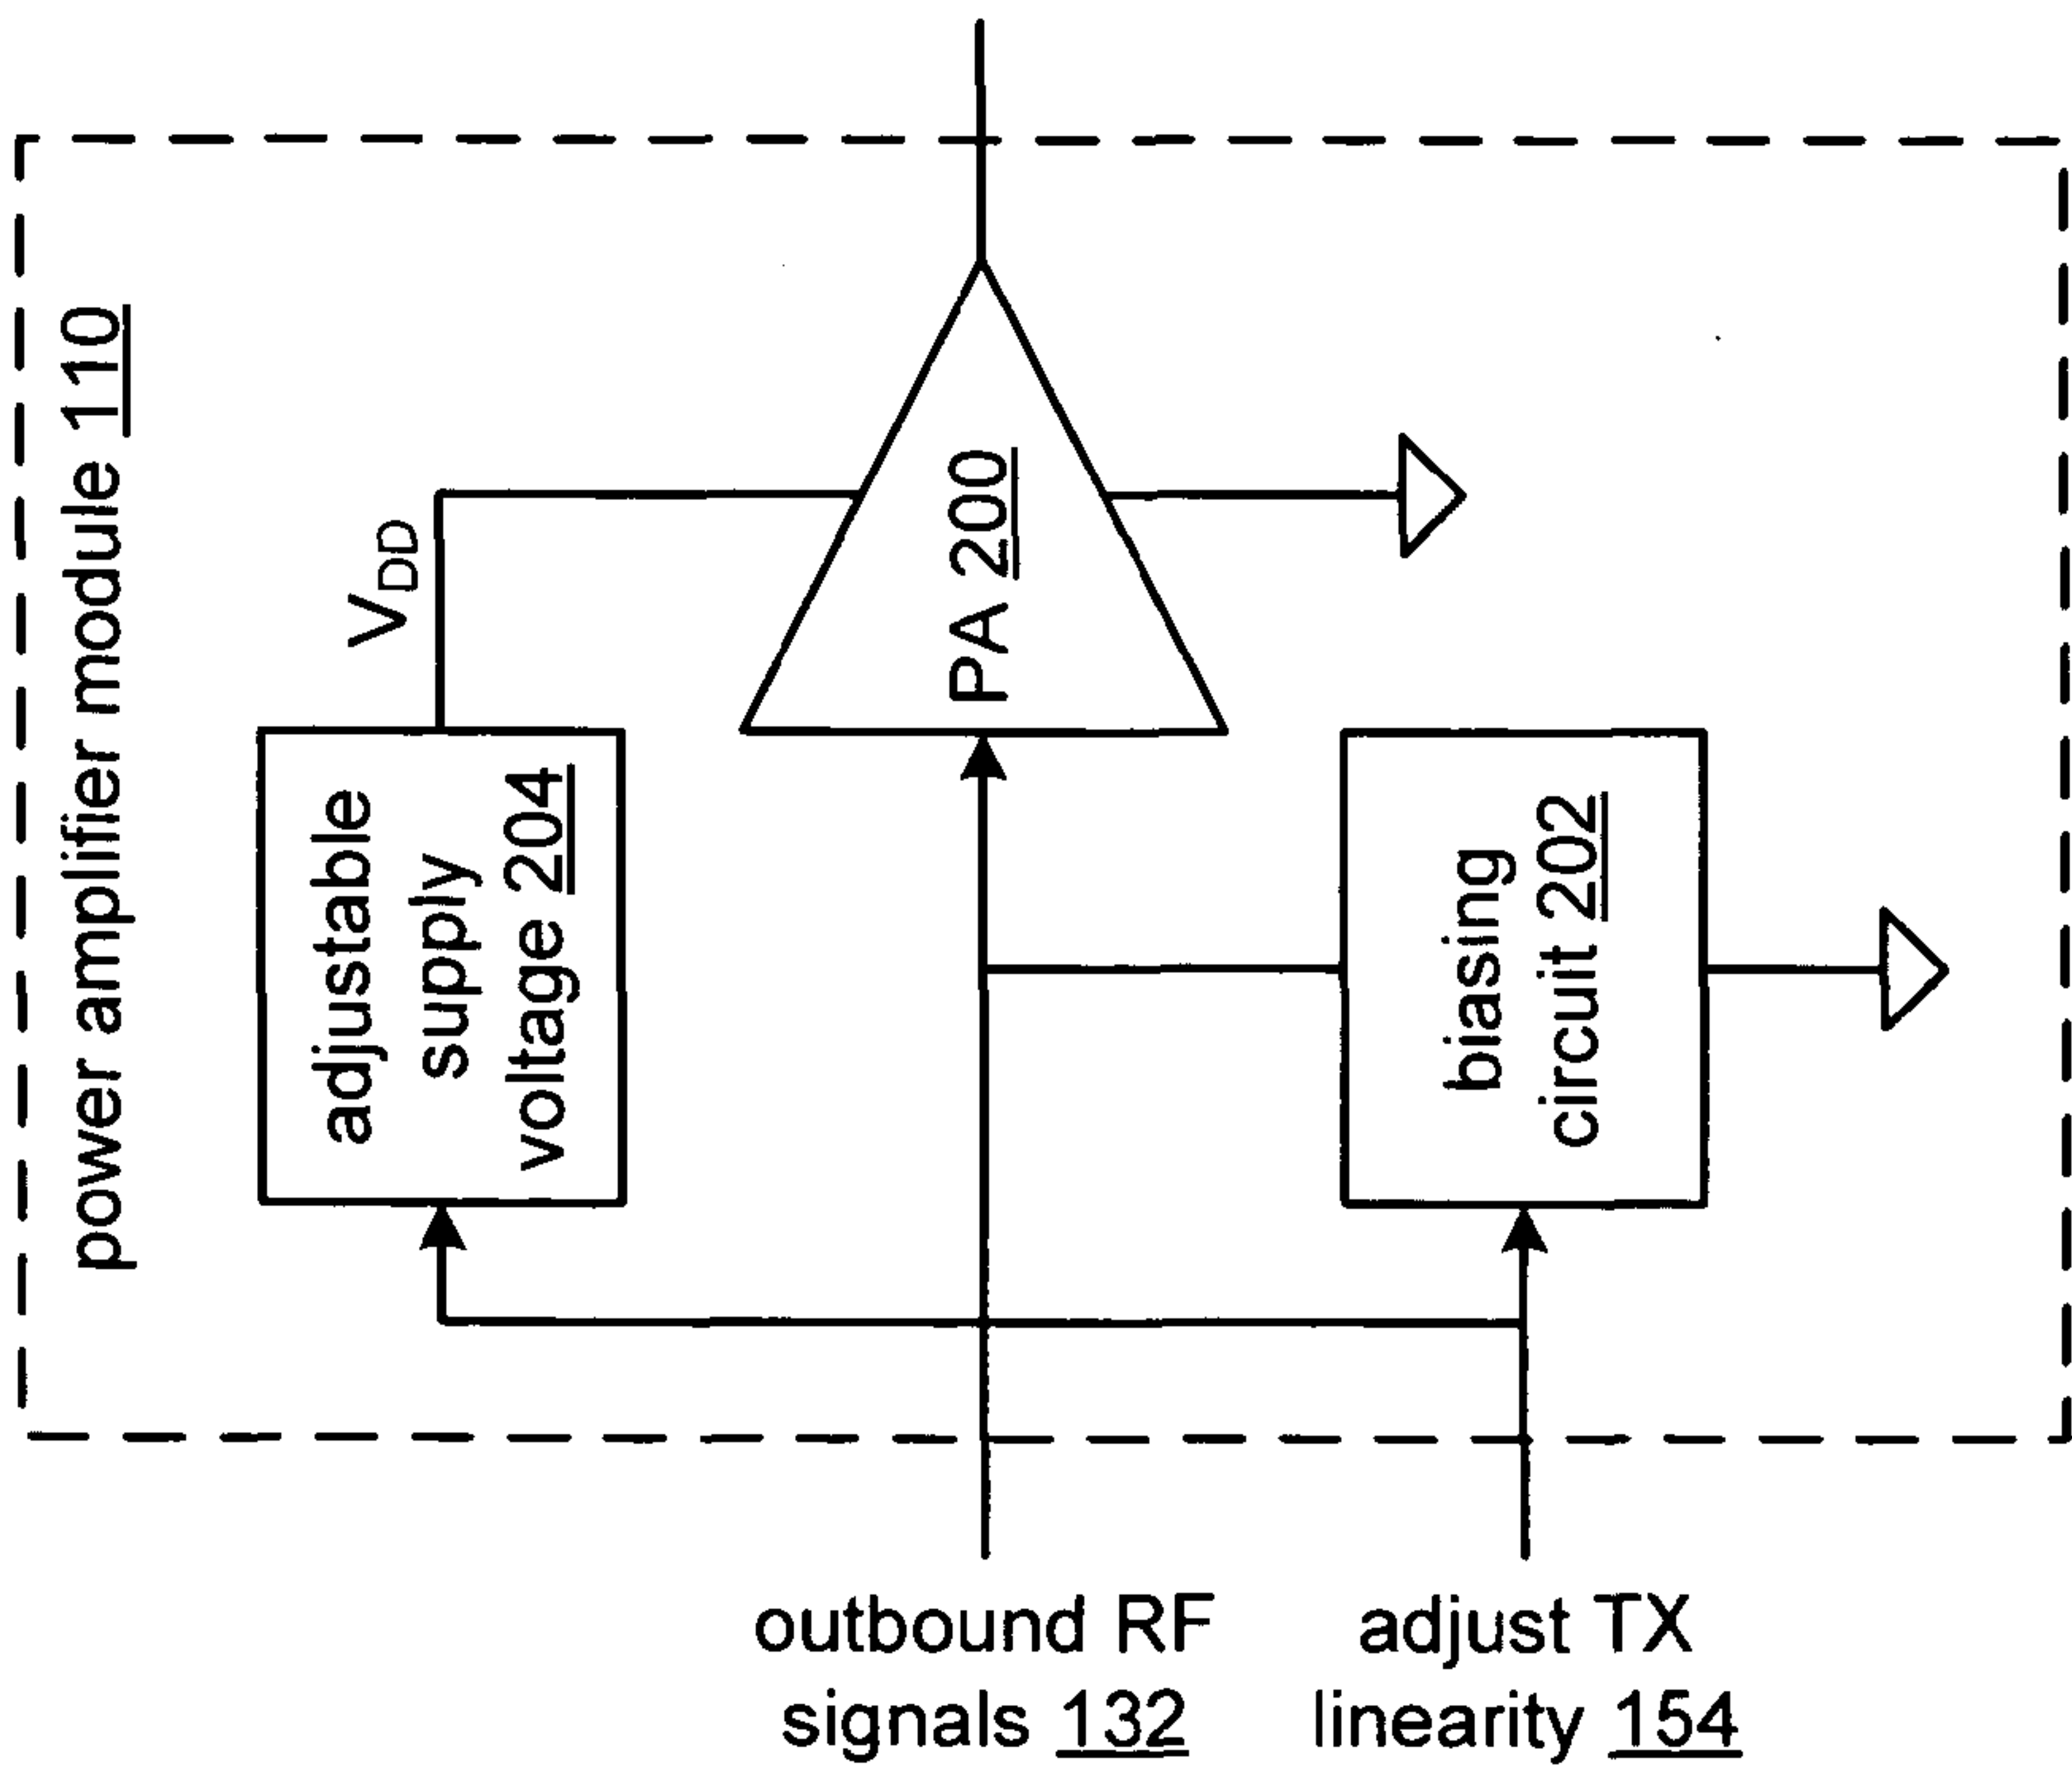 power amplifier module 110
adjustable
supply
voltage 204
VDD
PA 200
biasing
circuit 202
outbound RF
signals 132
adjust TX
linearity 154